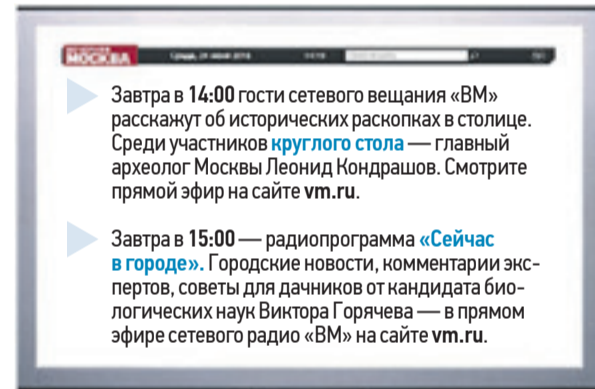 МОСКВА
Завтра в 14:00 гости сетевого вещания «ВМ»
расскажут об исторических раскопках в столице.
Среди участников круглого стола — главный
археолог Москвы Леонид Кондрашов. Смотрите
прямой эфир на сайте vm.ru.
Завтра в 15:00 — радиопрограмма «Сейчас
в городе». Городские новости, комментарии экс-
пертов, советы для дачников от кандидата био-
логических наук Виктора Горячева — в прямом
эфире сетевого радио «ВМ» на сайте vm.ru.